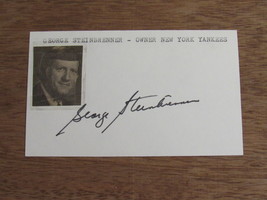 GEORGE STEINBRENNER - OWNER NEW YORK YANKEES
George Steinbrenner